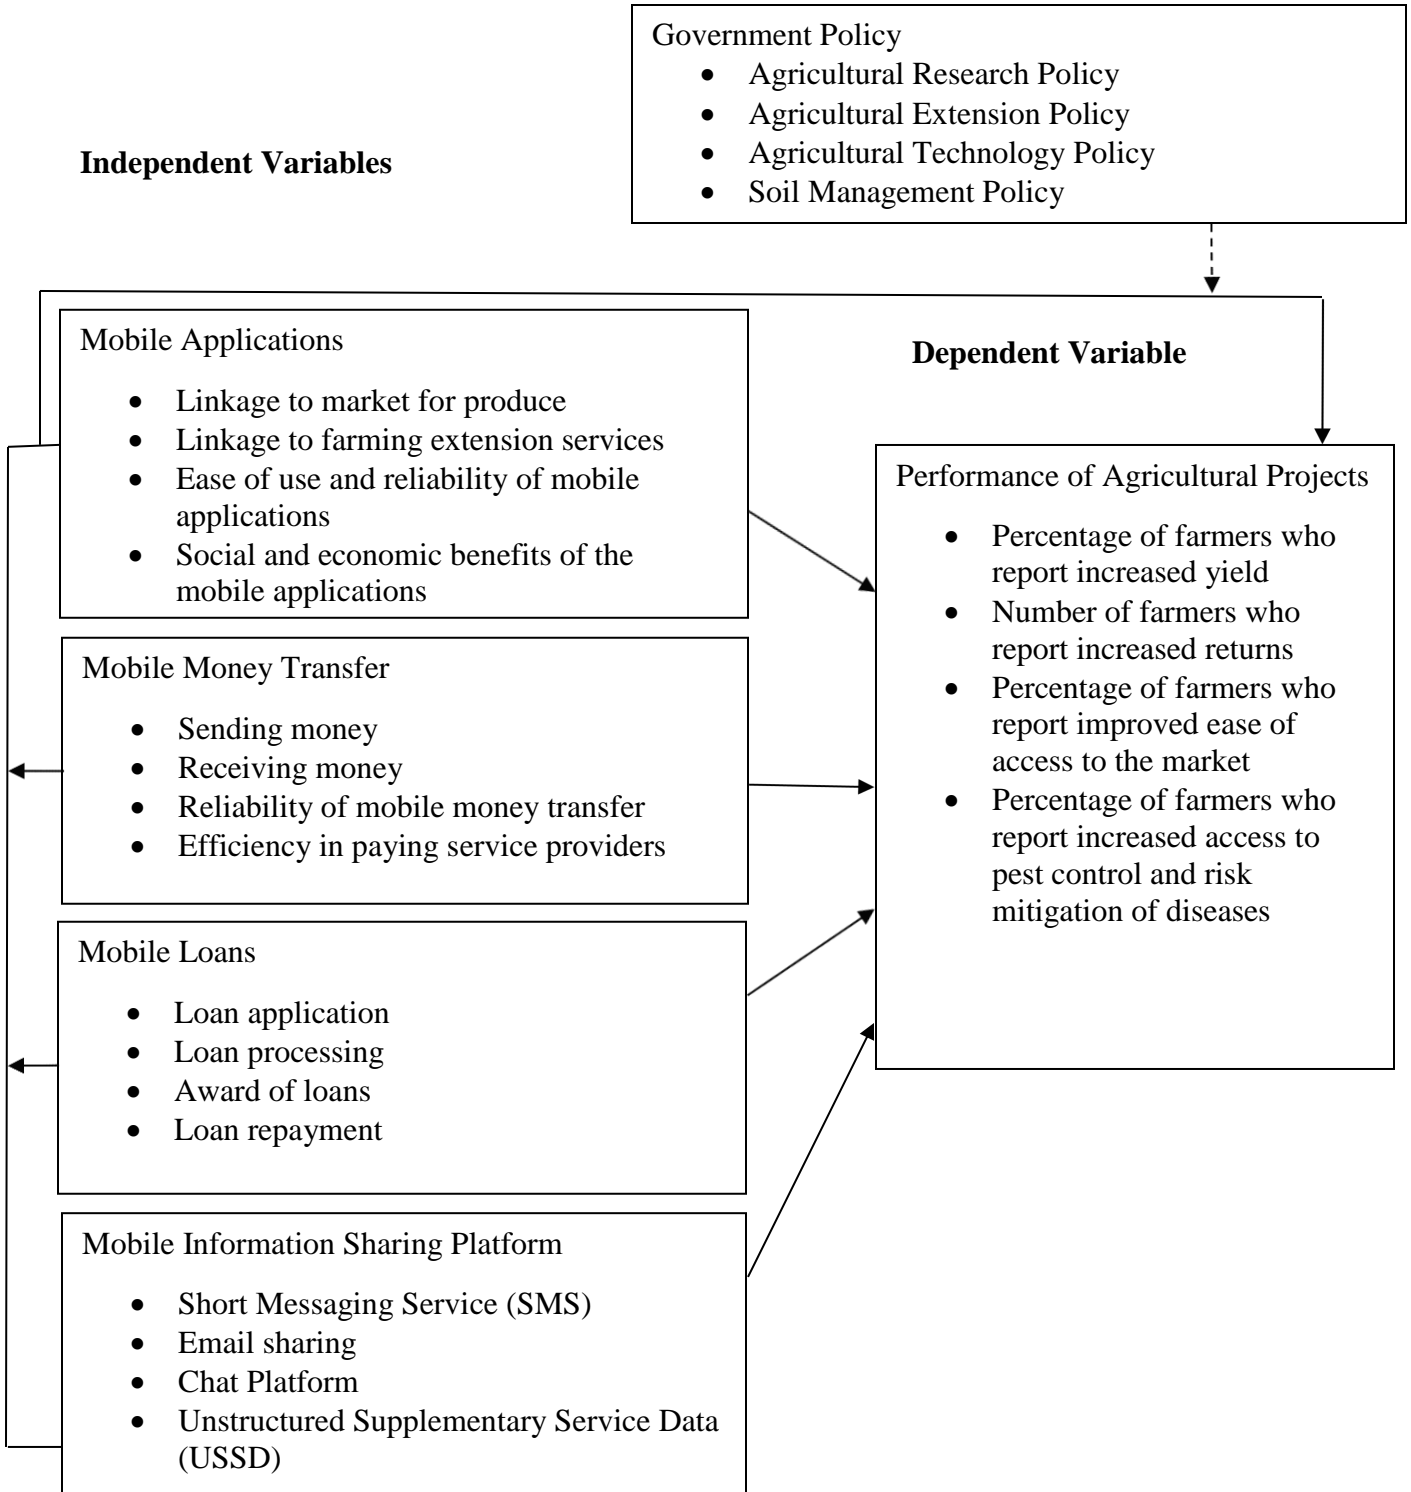 Government Policy
• Agricultural Research Policy
• Agricultural Extension Policy
• Agricultural Technology Policy
• Soil Management Policy
Independent Variables
Mobile Applications
• Linkage to market for produce
• Linkage to farming extension services
• Ease of use and reliability of mobile
applications
• Social and economic benefits of the
mobile applications
Mobile Money Transfer
• Sending money
• Receiving money
• Reliability of mobile money transfer
• Efficiency in paying service providers
Mobile Loans
• Loan application
• Loan processing
• Award of loans
• Loan repayment
Mobile Information Sharing Platform
• Short Messaging Service (SMS)
• Email sharing
• Chat Platform
• Unstructured Supplementary Service Data
(USSD)
Dependent Variable
Performance of Agricultural Projects
• Percentage of farmers who
report increased yield
• Number of farmers who
report increased returns
• Percentage of farmers who
report improved ease of
access to the market
• Percentage of farmers who
report increased access to
pest control and risk
mitigation of diseases